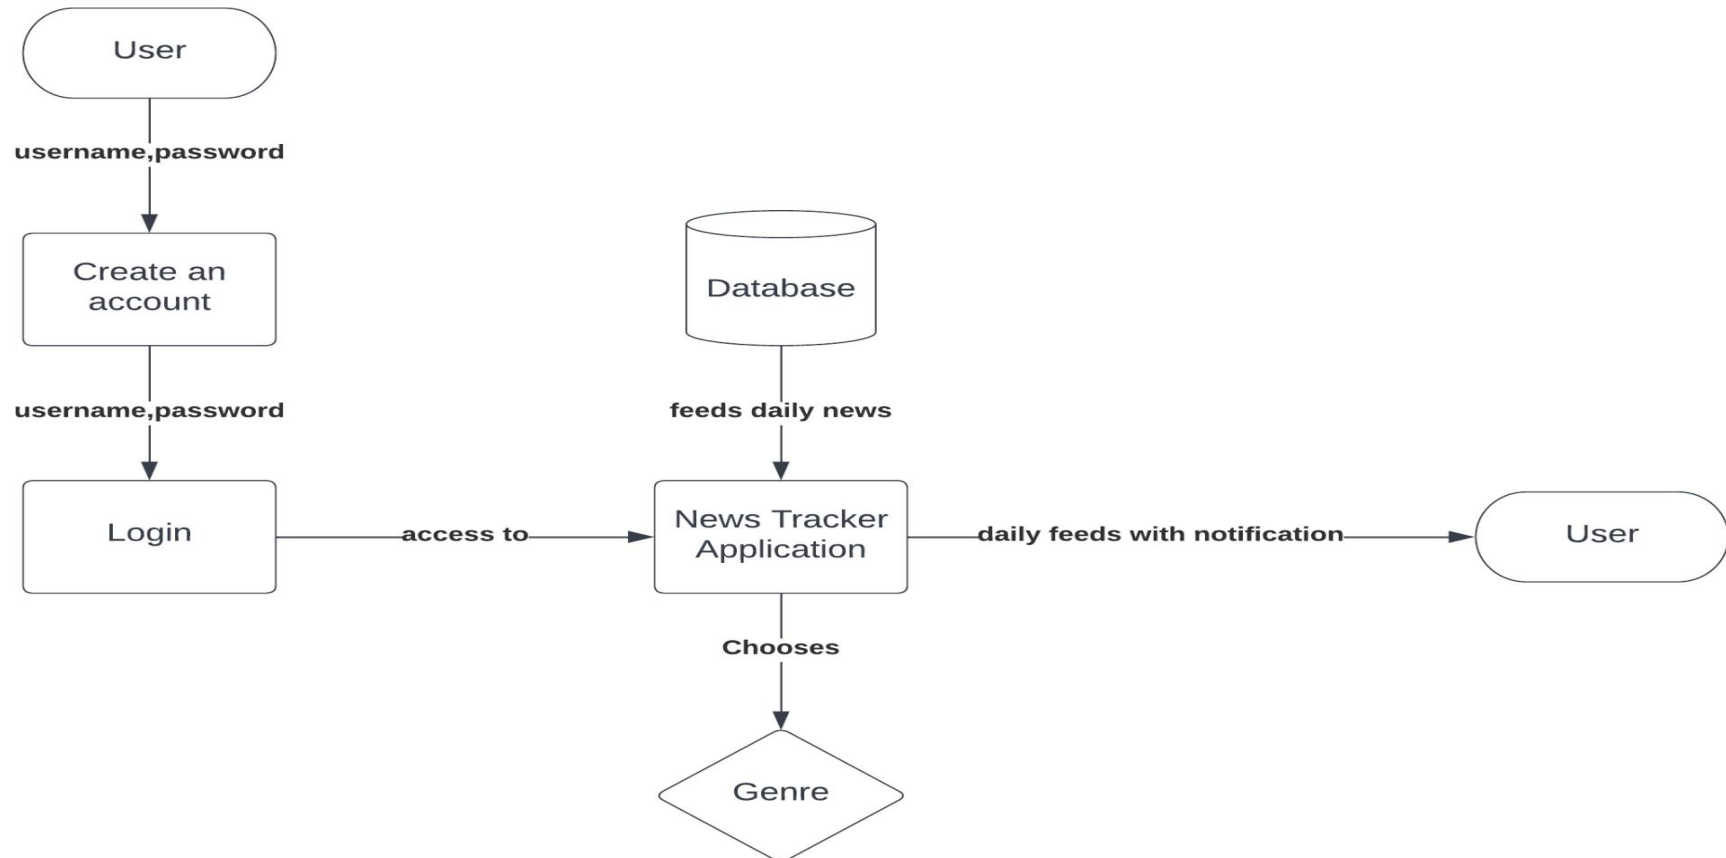 User
username,password
Create an
account
username,password
Login
access to
Database
feeds daily news
News Tracker
Application
daily feeds with notification
User
Chooses
Genre